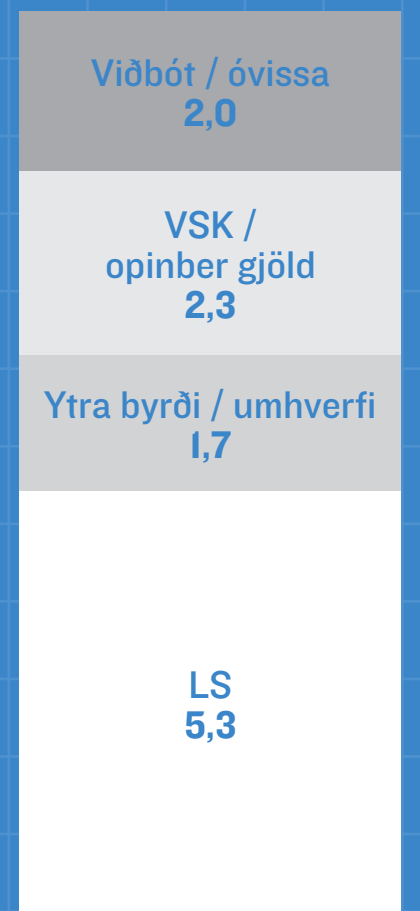 Viðbót / óvissa
2,0
VSK /
opinber gjöld
2,3
Ytra byrði / umhverfi
1,7
LS
5,3